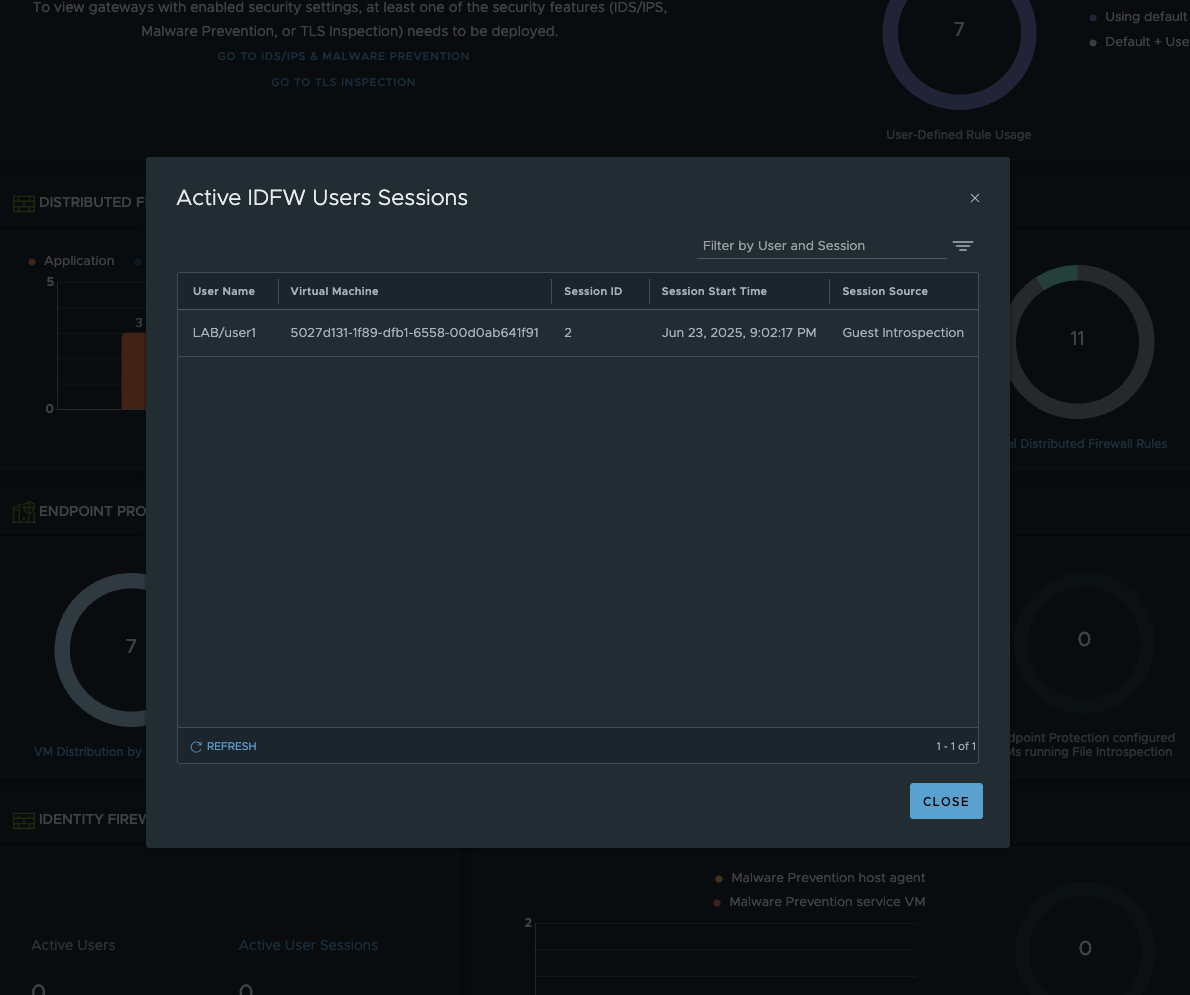 To view gateways with enabled security settings, at least one of the security features (IDS/IPS,
Malware Prevention, or TLS Inspection) needs to be deployed.
GO TO IDS/IPS & MALWARE PREVENTION
GO TO TLS INSPECTION
7
Using default
Default + Use
User-Defined Rule Usage
DISTRIBUTED F
Application
5
3
0
Active IDFW Users Sessions
Filter by User and Session
User Name Virtual Machine Session ID Session Start Time Session Source
LAB/user1 5027d131-1f89-dfb1-6558-00d0ab641f91 2 Jun 23, 2025, 9:02:17 PM Guest Introspection
REFRESH
1 - 1 of 1
CLOSE
11
al Distributed Firewall Rules
ENDPOINT PRO
7
VM Distribution by
0
dpoint Protection configured
Ms running File Introspection
IDENTITY FIREW
Active Users
0
Active User Sessions
0
Malware Prevention host agent
Malware Prevention service VM
2
0